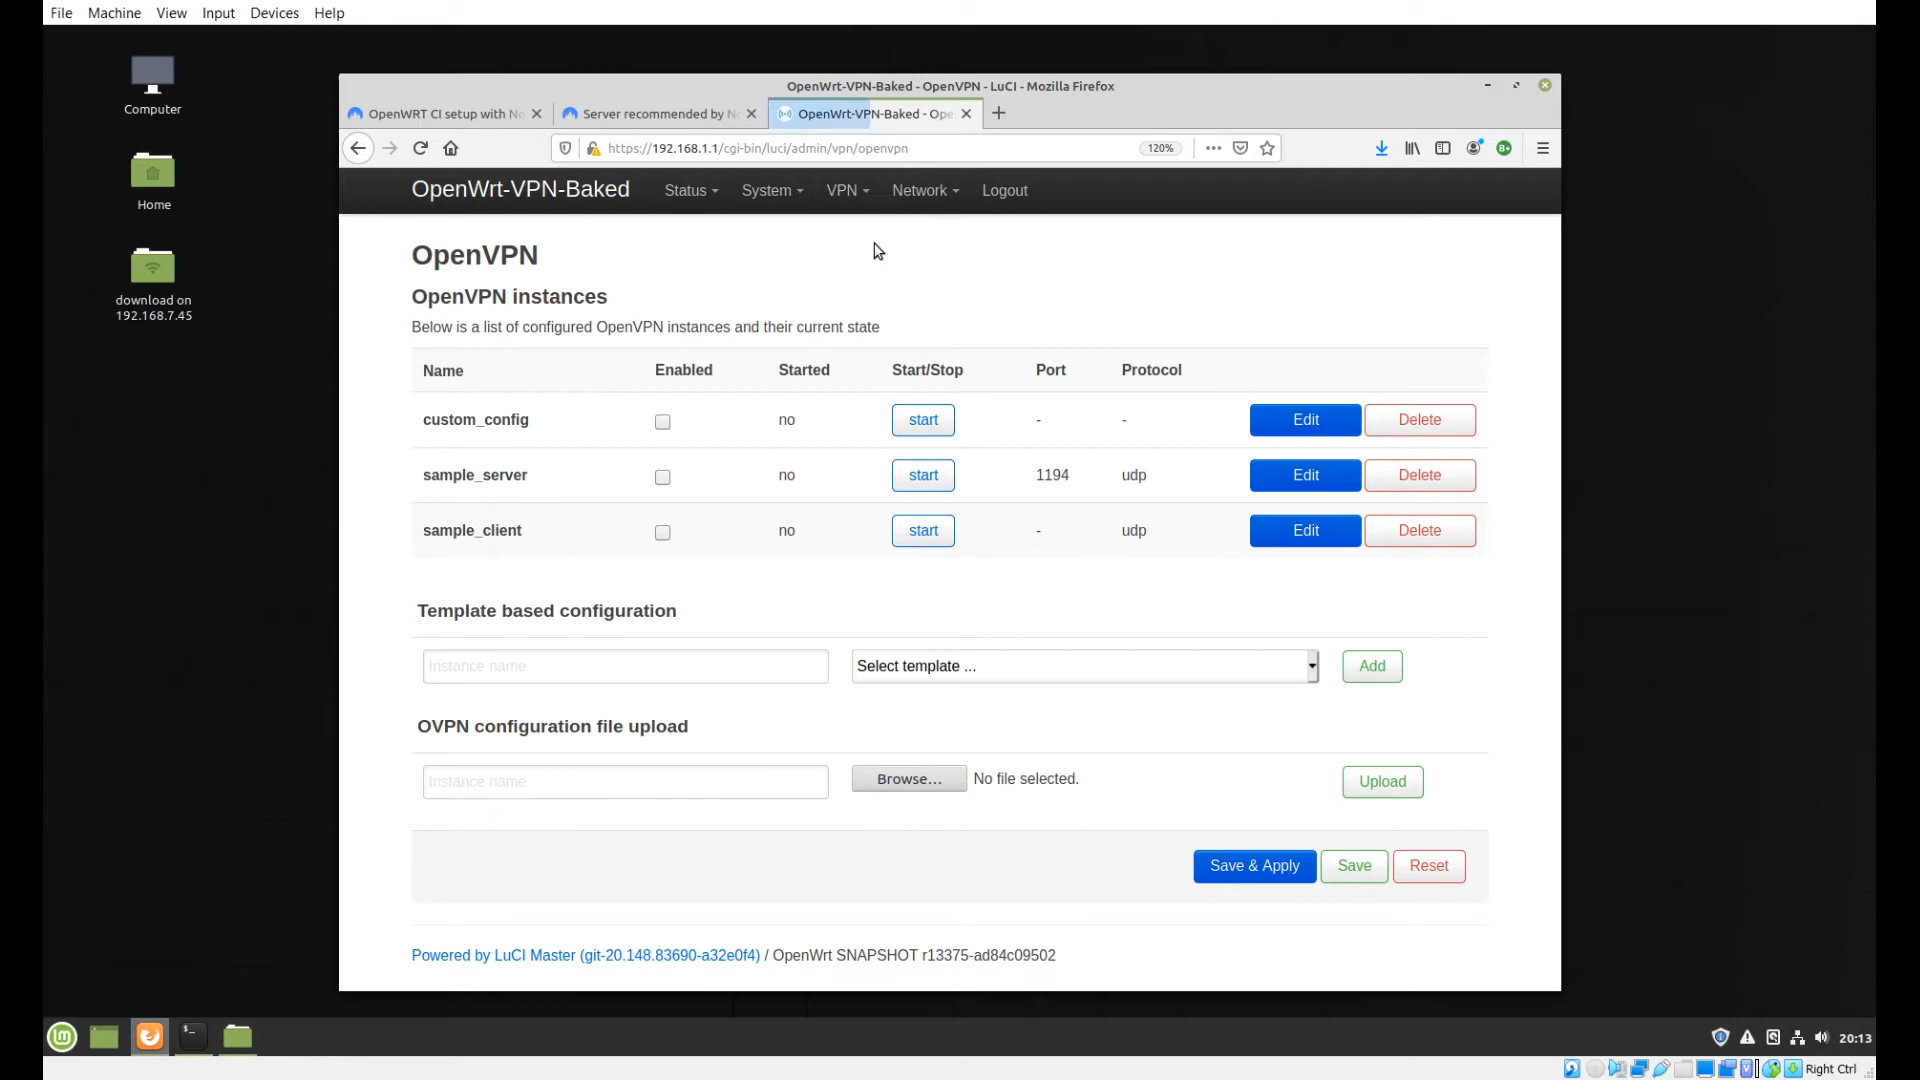 File Machine View Input Devices Help
Computer
Home
download on
192.168.7.45
OpenWrt-VPN-Baked - OpenVPN - LuCI - Mozilla Firefox
OpenWRT CI setup with No
Server recommended by No
OpenWrt-VPN-Baked - Ope
https://192.168.1.1/cgi-bin/luci/admin/vpn/openvpn
120%
OpenWrt-VPN-Baked Status System VPN Network Logout
OpenVPN
OpenVPN instances
Below is a list of configured OpenVPN instances and their current state
Name Enabled Started Start/Stop Port Protocol
custom_config no start - - Edit Delete
sample_server no start 1194 udp Edit Delete
sample_client no start - udp Edit Delete
Template based configuration
Instance name Select template ... Add
OVPN configuration file upload
Instance name Browse... No file selected. Upload
Save & Apply Save Reset
Powered by LuCI Master (git-20.148.83690-a32e0f4) / OpenWrt SNAPSHOT r13375-ad84c09502
20:13
Right Ctrl